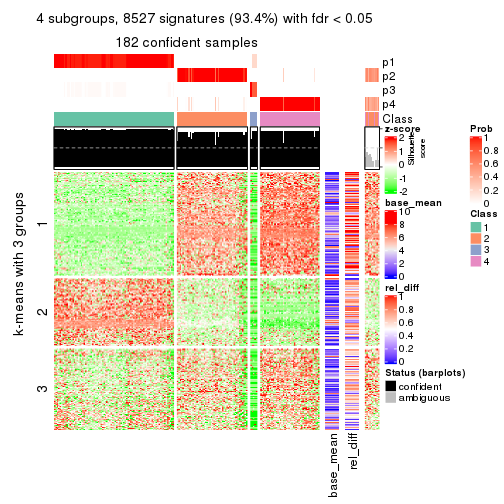 4 subgroups, 8527 signatures (93.4%) with fdr < 0.05
182 confident samples
p1
p2
p3
p4
Class
Silhouette score
k-means with 3 groups
1
2
3
base_mean
rel_diff
z-score
2
1
0
-1
-2
base_mean
10
8
6
4
2
0
rel_diff
1
0.8
0.6
0.4
0.2
0
Status (barplots)
confident
ambiguous
Prob
1
0.8
0.6
0.4
0.2
0
Class
1
2
3
4